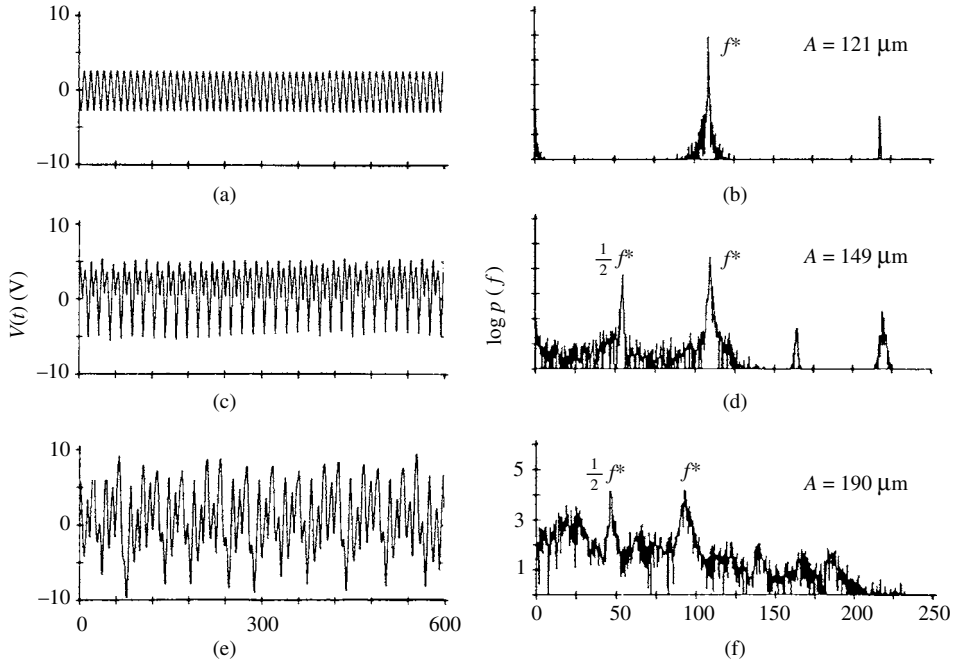 10
0
–10
(a)
f*
A = 121 µm
(b)
V(t) (V)
10
0
–10
(c)
log p (f)
1/2 f*
f*
A = 149 µm
(d)
10
0
–10
0
300
600
(e)
5
3
1
1/2 f*
f*
A = 190 µm
0
50
100
150
200
250
(f)